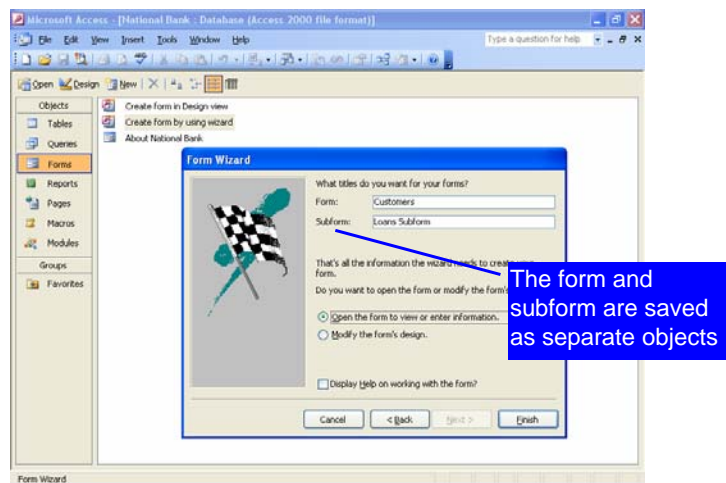 Microsoft Access - [National Bank : Database (Access 2000 file format)]
File Edit View Insert Tools Window Help
Type a question for help
Open Design New
Objects
Tables
Queries
Forms
Reports
Pages
Macros
Modules
Groups
Favorites
Create form in Design view
Create form by using wizard
About National Bank
Form Wizard
What titles do you want for your forms?
Form: Customers
Subform: Loans Subform
That's all the information the wizard needs to create your
form.
Do you want to open the form or modify the form's
Open the form to view or enter information.
Modify the form's design.
Display Help on working with the form?
Cancel < Back Next > Finish
The form and
subform are saved
as separate objects
Form Wizard